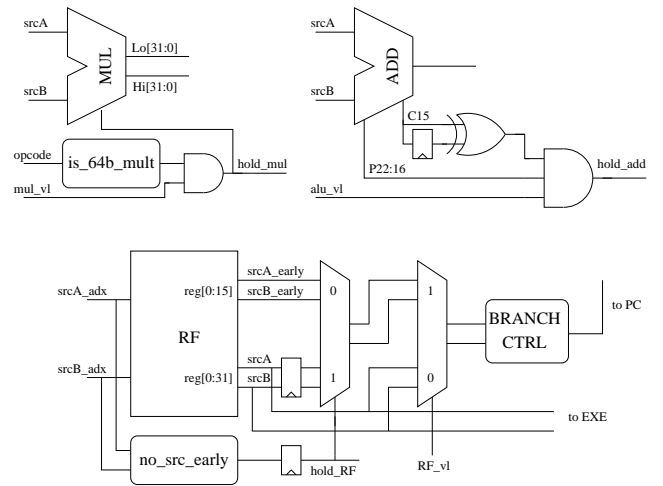 srcA
MUL
Lo[31:0]
Hi[31:0]
srcB
opcode
is_64b_mult
hold_mul
mul_vl
srcA
ADD
srcB
C15
P22:16
hold_add
alu_vl
srcA_early
srcA_adx
reg[0:15]
srcB_early
0
1
to PC
RF
BRANCH
CTRL
srcA
srcB_adx
reg[0:31]
srcB
1
0
to EXE
no_src_early
hold_RF
RF_vl